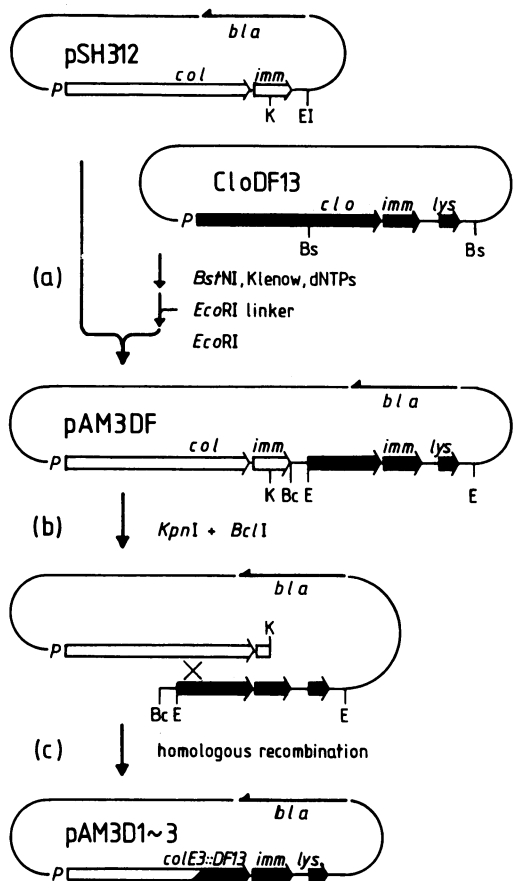 bla
pSH312
col imm
P
K EI
CloDF13
clo imm lys
P
Bs Bs
(a)
BstNI, Klenow, dNTPs
EcoRI linker
EcoRI
bla
pAM3DF
col imm imm lys
P
K Bc E E
(b)
KpnI + BclI
bla
K
P
Bc E E
(c)
homologous recombination
bla
pAM3D1~3
colE3::DF13 imm lys
P